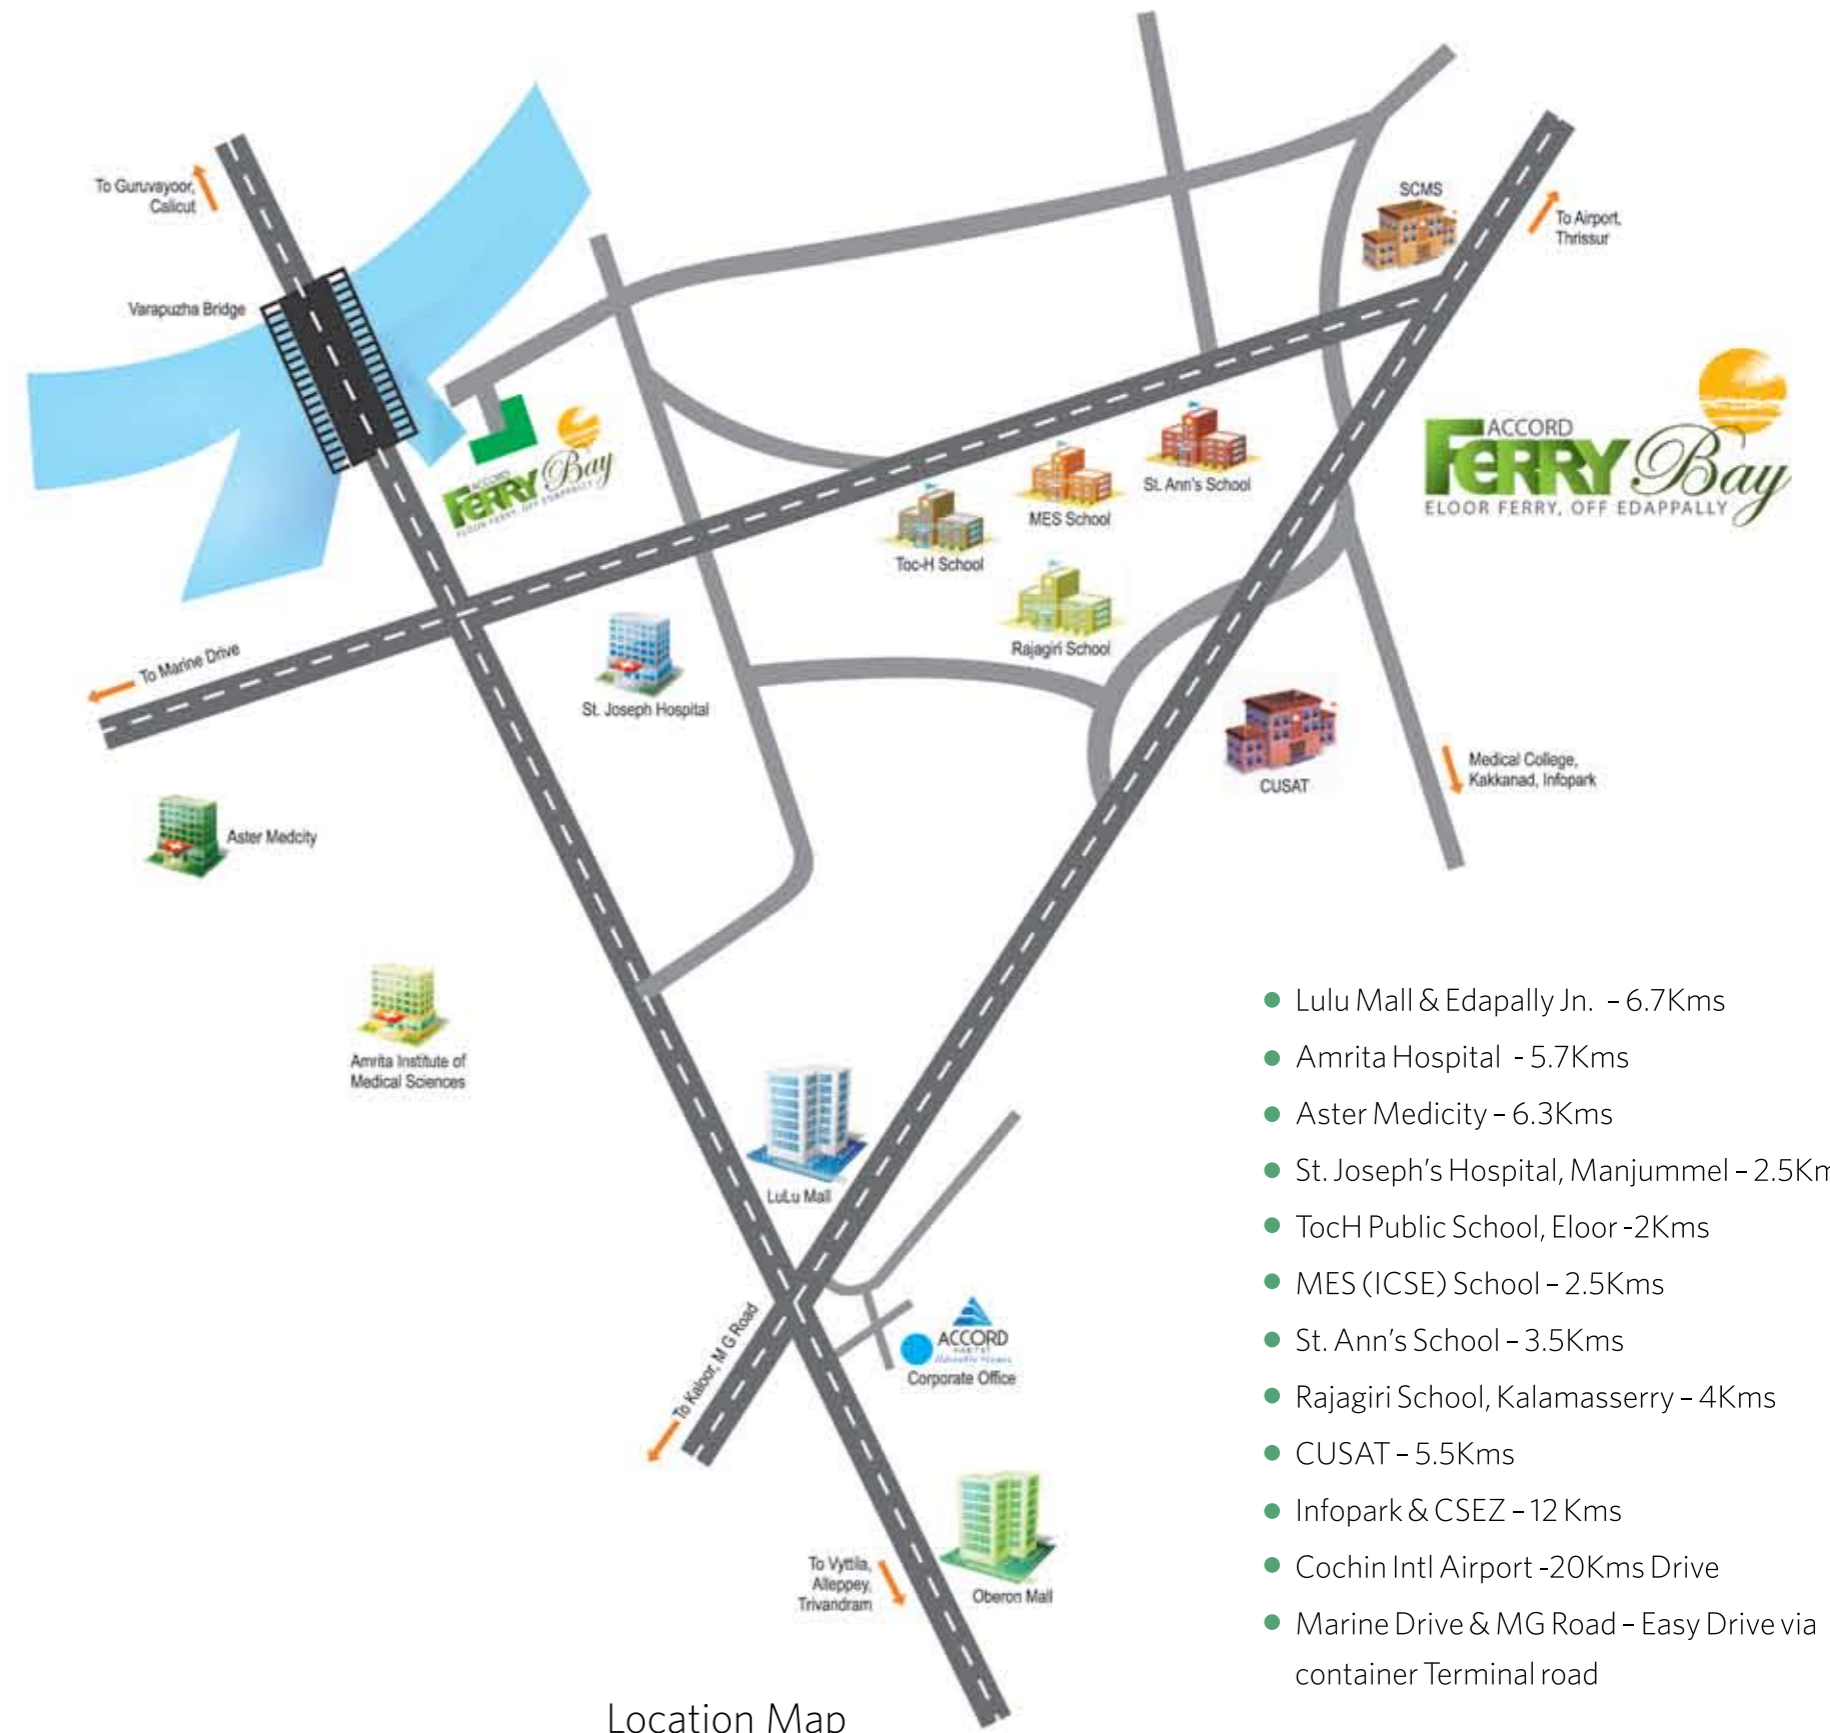 To Guruvayoor,
Calicut
Varapuzha Bridge
SCMS
To Airport,
Thrissur
ACCORD
FERRY Bay
ELOOR FERRY, OFF EDAPPALLY
ACCORD
FERRY Bay
ELOOR FERRY, OFF EDAPPALLY
St. Ann's School
MES School
Toc-H School
Rajagiri School
To Marine Drive
St. Joseph Hospital
CUSAT
Medical College,
Kakkanad, Infopark
Aster Medcity
Amrita Institute of
Medical Sciences
LuLu Mall
To Kaloor, M G Road
ACCORD
Corporate Office
To Vyttila,
Alleppey,
Trivandram
Oberon Mall
Lulu Mall & Edapally Jn. – 6.7Kms
Amrita Hospital - 5.7Kms
Aster Medicity – 6.3Kms
St. Joseph's Hospital, Manjummel – 2.5Km
TocH Public School, Eloor -2Kms
MES (ICSE) School – 2.5Kms
St. Ann's School – 3.5Kms
Rajagiri School, Kalamasserry – 4Kms
CUSAT – 5.5Kms
Infopark & CSEZ – 12 Kms
Cochin Intl Airport -20Kms Drive
Marine Drive & MG Road – Easy Drive via
container Terminal road
Location Map